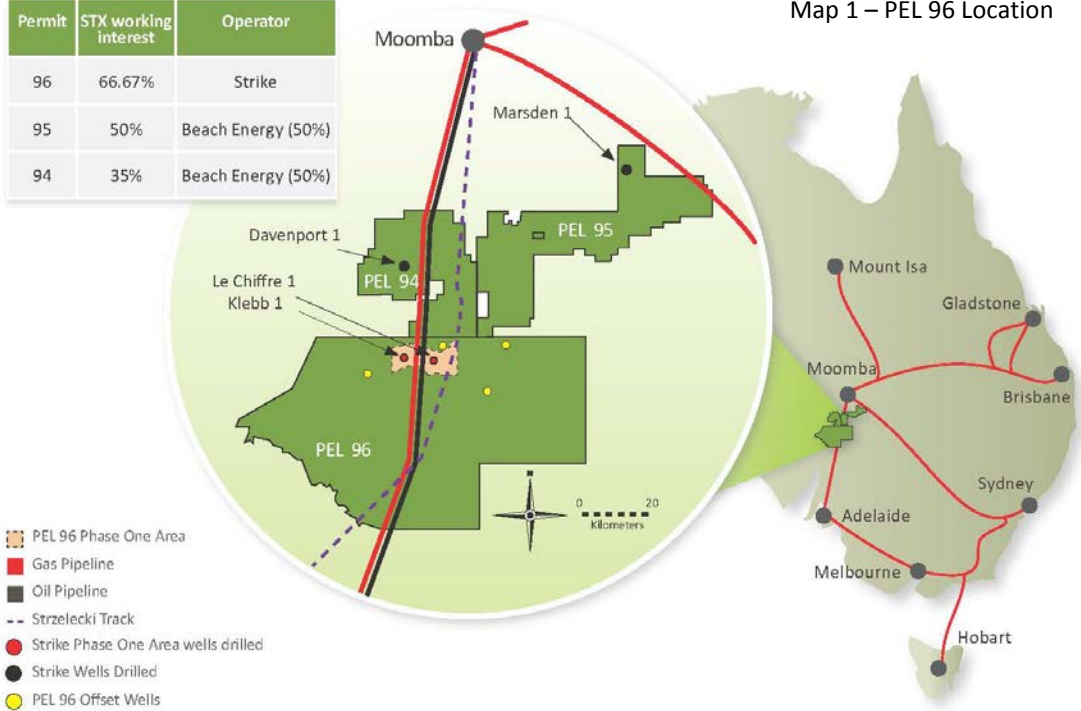 Map 1 – PEL 96 Location
Permit STX working interest Operator
96 66.67% Strike
95 50% Beach Energy (50%)
94 35% Beach Energy (50%)
Moomba
Marsden 1
PEL 95
Davenport 1
PEL 94
Le Chiffre 1
Klebb 1
PEL 96
N
0 20
Kilometers
Mount Isa
Gladstone
Moomba
Brisbane
Sydney
Adelaide
Melbourne
Hobart
PEL 96 Phase One Area
Gas Pipeline
Oil Pipeline
Strzelecki Track
Strike Phase One Area wells drilled
Strike Wells Drilled
PEL 96 Offset Wells